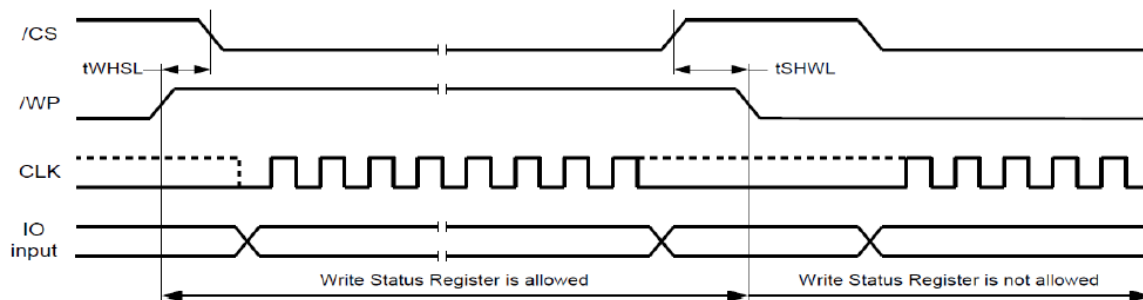 /CS
tWHSL
tSHWL
/WP
CLK
IO
input
Write Status Register is allowed
Write Status Register is not allowed